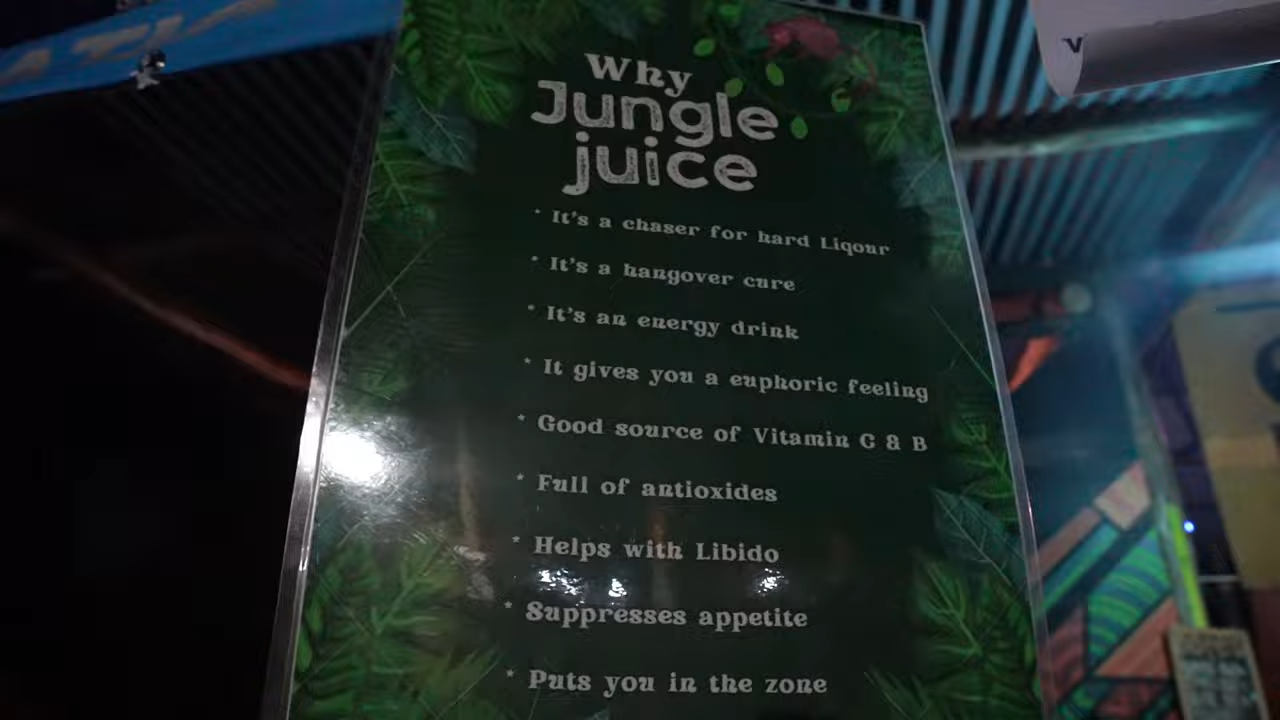 Why
Jungle
juice
* It's a chaser for hard Liqour
* It's a hangover cure
* It's an energy drink
* It gives you a euphoric feeling
* Good source of Vitamin C & B
* Full of antioxides
* Helps with Libido
* Suppresses appetite
* Puts you in the zone